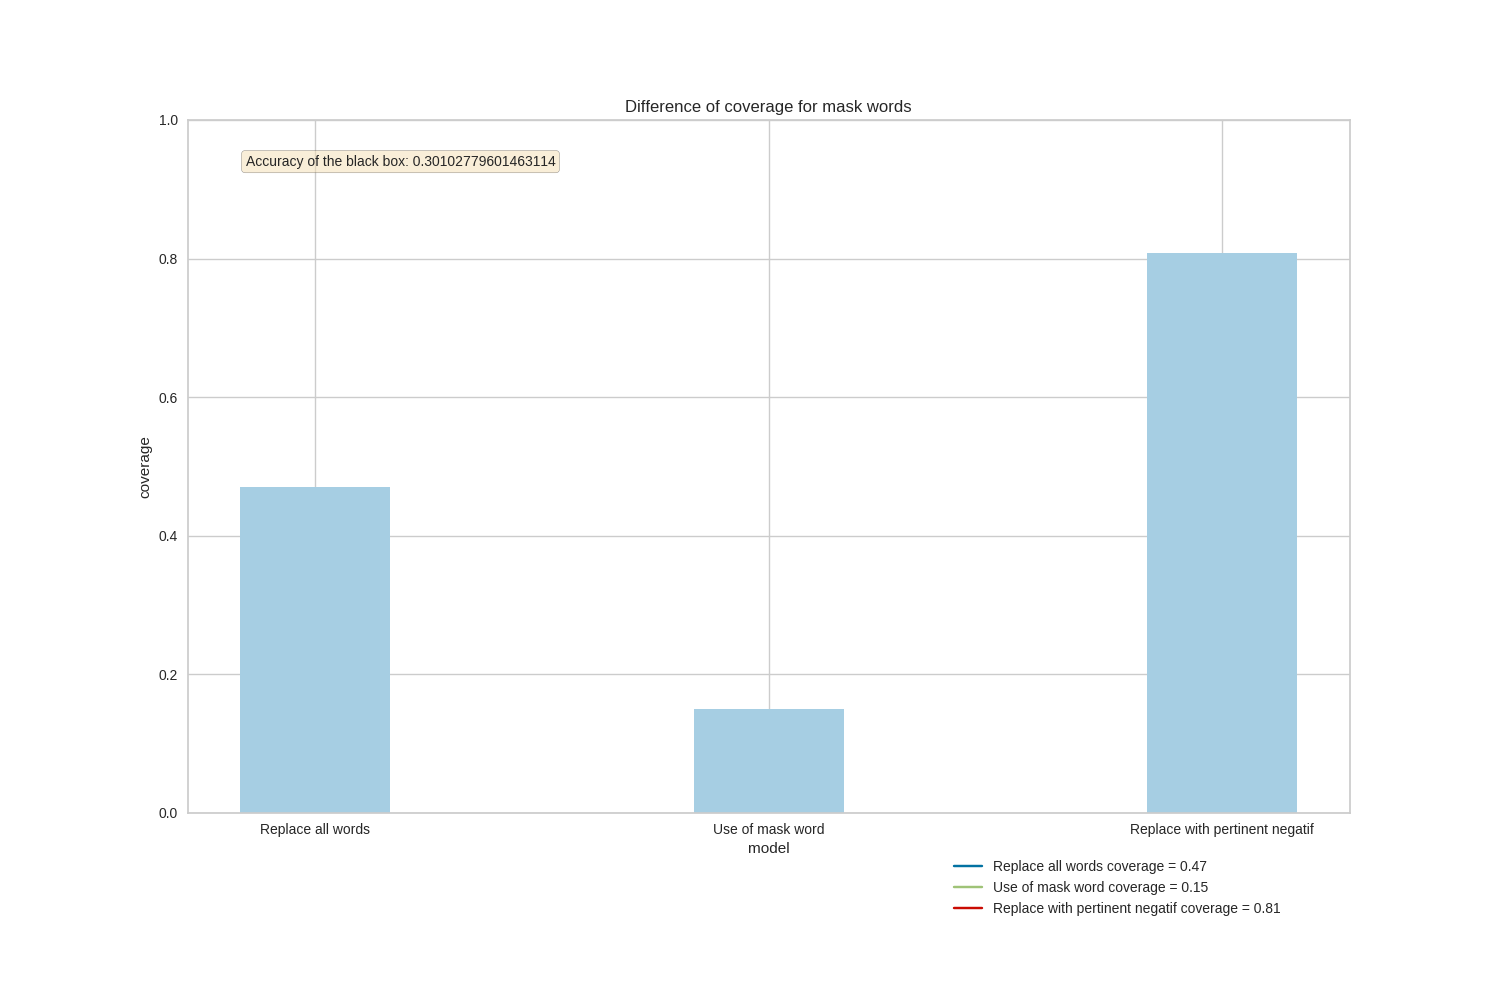 Difference of coverage for mask words
1.0
Accuracy of the black box: 0.30102779601463114
0.8
0.6
coverage
0.4
0.2
0.0
Replace all words
Use of mask word
Replace with pertinent negatif
model
Replace all words coverage = 0.47
Use of mask word coverage = 0.15
Replace with pertinent negatif coverage = 0.81